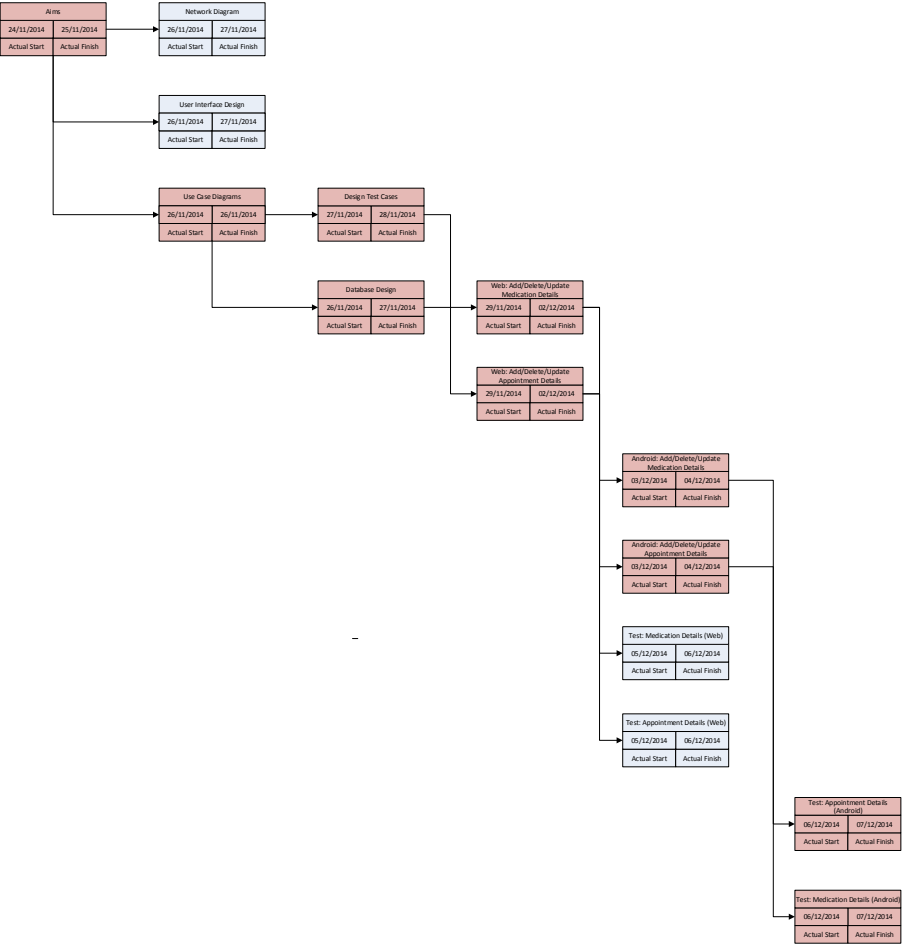 Aims
24/11/2014 25/11/2014
Actual Start Actual Finish
Network Diagram
26/11/2014 27/11/2014
Actual Start Actual Finish
User Interface Design
26/11/2014 27/11/2014
Actual Start Actual Finish
Use Case Diagrams
26/11/2014 26/11/2014
Actual Start Actual Finish
Design Test Cases
27/11/2014 28/11/2014
Actual Start Actual Finish
Database Design
26/11/2014 27/11/2014
Actual Start Actual Finish
Web: Add/Delete/Update
Medication Details
29/11/2014 02/12/2014
Actual Start Actual Finish
Web: Add/Delete/Update
Appointment Details
29/11/2014 02/12/2014
Actual Start Actual Finish
Android: Add/Delete/Update
Medication Details
03/12/2014 04/12/2014
Actual Start Actual Finish
Android: Add/Delete/Update
Appointment Details
03/12/2014 04/12/2014
Actual Start Actual Finish
Test: Medication Details (Web)
05/12/2014 06/12/2014
Actual Start Actual Finish
Test: Appointment Details (Web)
05/12/2014 06/12/2014
Actual Start Actual Finish
Test: Appointment Details
(Android)
06/12/2014 07/12/2014
Actual Start Actual Finish
Test: Medication Details (Android)
06/12/2014 07/12/2014
Actual Start Actual Finish